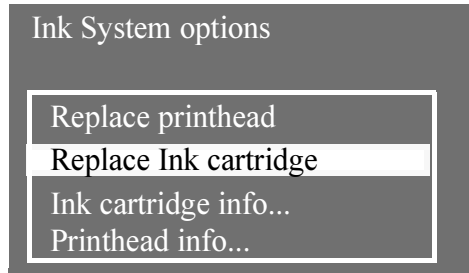 Ink System options
Replace printhead
Replace Ink cartridge
Ink cartridge info...
Printhead info...